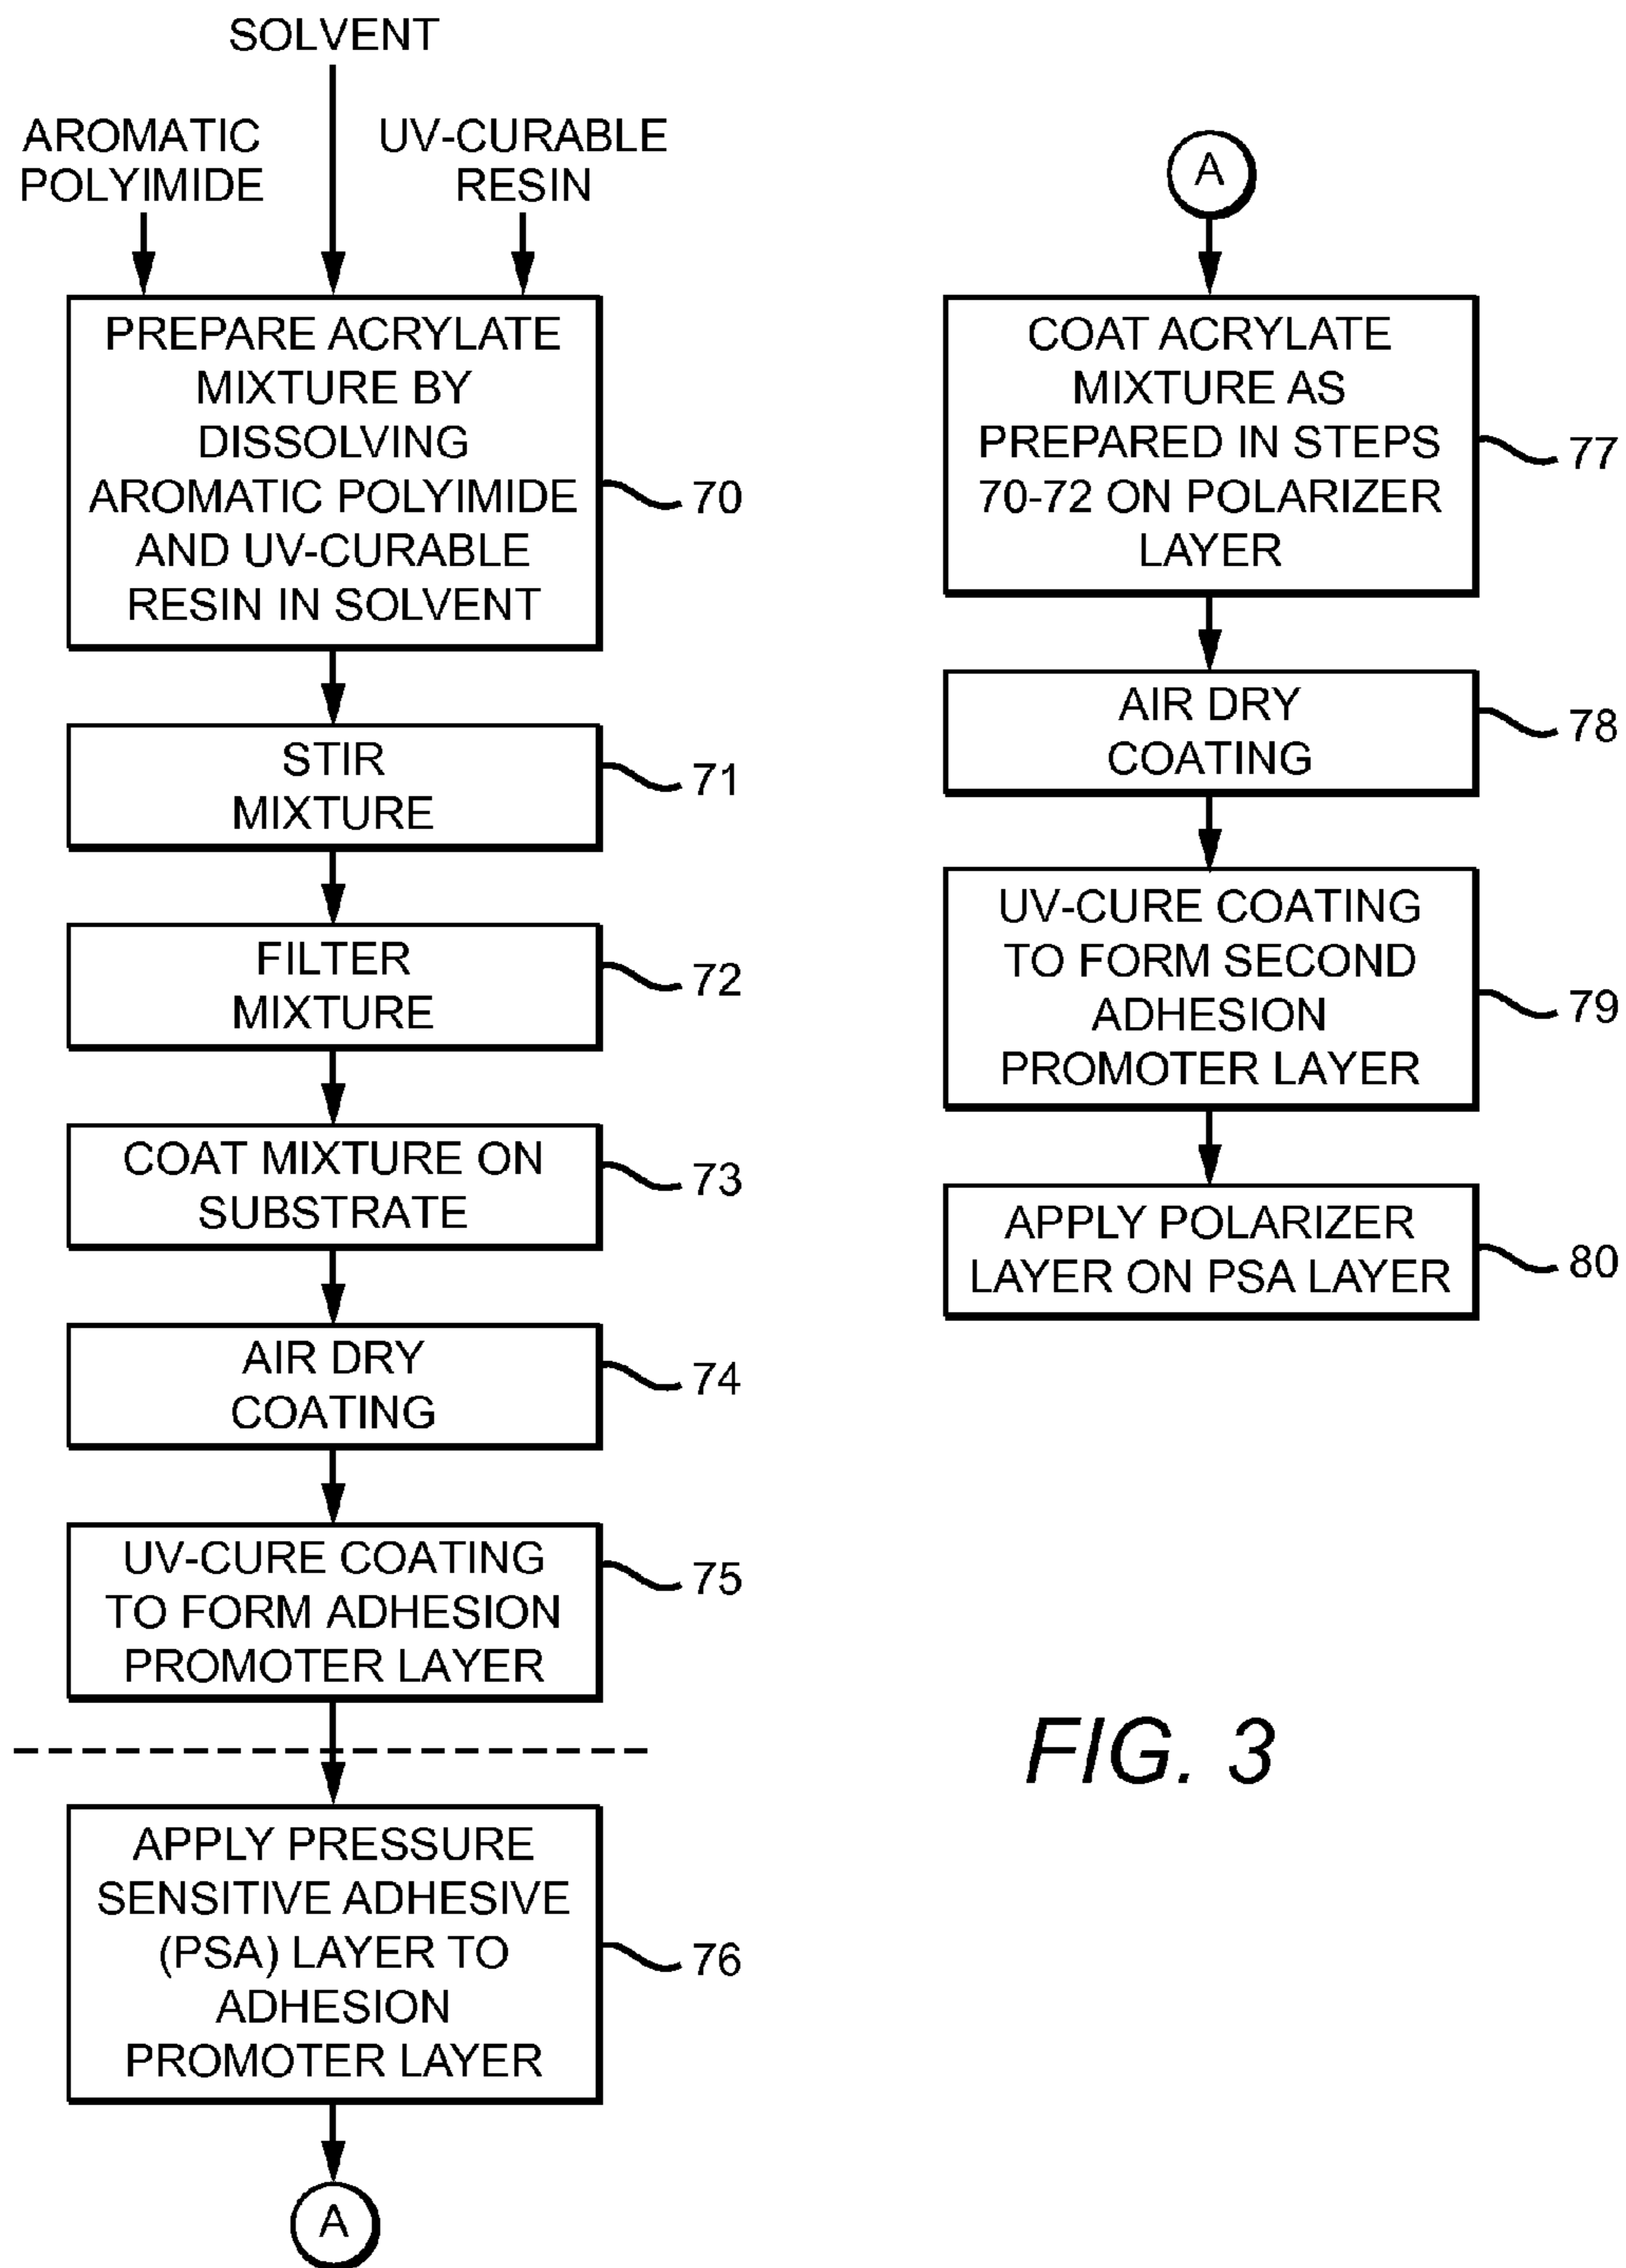 SOLVENT
AROMATIC
POLYIMIDE
UV-CURABLE
RESIN
PREPARE ACRYLATE
MIXTURE BY
DISSOLVING
AROMATIC POLYIMIDE
AND UV-CURABLE
RESIN IN SOLVENT
70
STIR
MIXTURE
71
FILTER
MIXTURE
72
COAT MIXTURE ON
SUBSTRATE
73
AIR DRY
COATING
74
UV-CURE COATING
TO FORM ADHESION
PROMOTER LAYER
75
APPLY PRESSURE
SENSITIVE ADHESIVE
(PSA) LAYER TO
ADHESION
PROMOTER LAYER
76
A
A
COAT ACRYLATE
MIXTURE AS
PREPARED IN STEPS
70-72 ON POLARIZER
LAYER
77
AIR DRY
COATING
78
UV-CURE COATING
TO FORM SECOND
ADHESION
PROMOTER LAYER
79
APPLY POLARIZER
LAYER ON PSA LAYER
80
FIG. 3